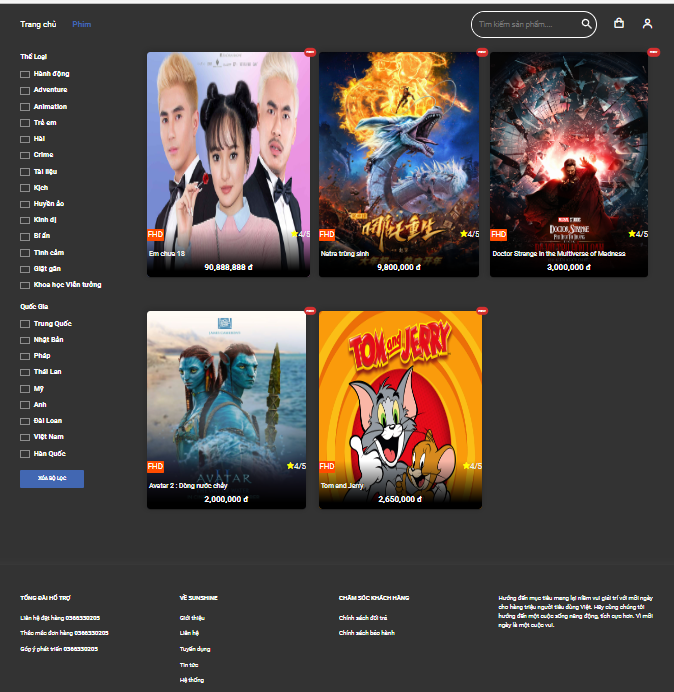 Trang chủ
Phim
Tìm kiếm sản phẩm....
Thể Loại
Hành động
Adventure
Animation
Trẻ em
Hài
Crime
Tài liệu
Kịch
Huyền ảo
Kinh dị
Bí ẩn
Tình cảm
Giật gân
Khoa học Viễn tưởng
Quốc Gia
Trung Quốc
Nhật Bản
Pháp
Thái Lan
Mỹ
Anh
Đài Loan
Việt Nam
Hàn Quốc
XÓA BỘ LỌC
FHD
4/5
Em chưa 18
90,888,888 đ
哪吒重生
FHD
4/5
Natra trùng sinh
9,800,000 đ
DOCTOR STRANGE
FHD
4/5
Doctor Strange in the Multiverse of Madness
3,000,000 đ
AVATAR
FHD
4/5
Avatar 2 : Dòng nước chảy
2,000,000 đ
TOM and JERRY
FHD
4/5
Tom and Jerry
2,650,000 đ
TỔNG ĐÀI HỖ TRỢ
Liên hệ đặt hàng 0366330205
Thắc mắc đơn hàng 0366330205
Góp ý phát triển 0366330205
VỀ SUNSHINE
Giới thiệu
Liên hệ
Tuyển dụng
Tin tức
Hệ thống
CHĂM SÓC KHÁCH HÀNG
Chính sách đổi trả
Chính sách bảo hành
Hướng đến mục tiêu mang lại niềm vui giải trí với mỗi ngày
cho hàng triệu người tiêu dùng Việt. Hãy cùng chúng tôi
hướng đến một cuộc sống năng động, tích cực hơn. Vì mỗi
ngày là một cuộc vui.